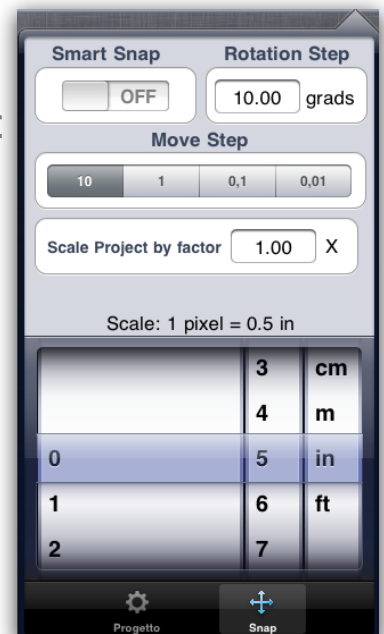 Smart Snap Rotation Step
OFF 10.00 grads
Move Step
10 1 0,1 0,01
Scale Project by factor 1.00 X
Scale: 1 pixel = 0.5 in
3 cm
4 m
0 5 in
1 6 ft
2 7
Progetto Snap